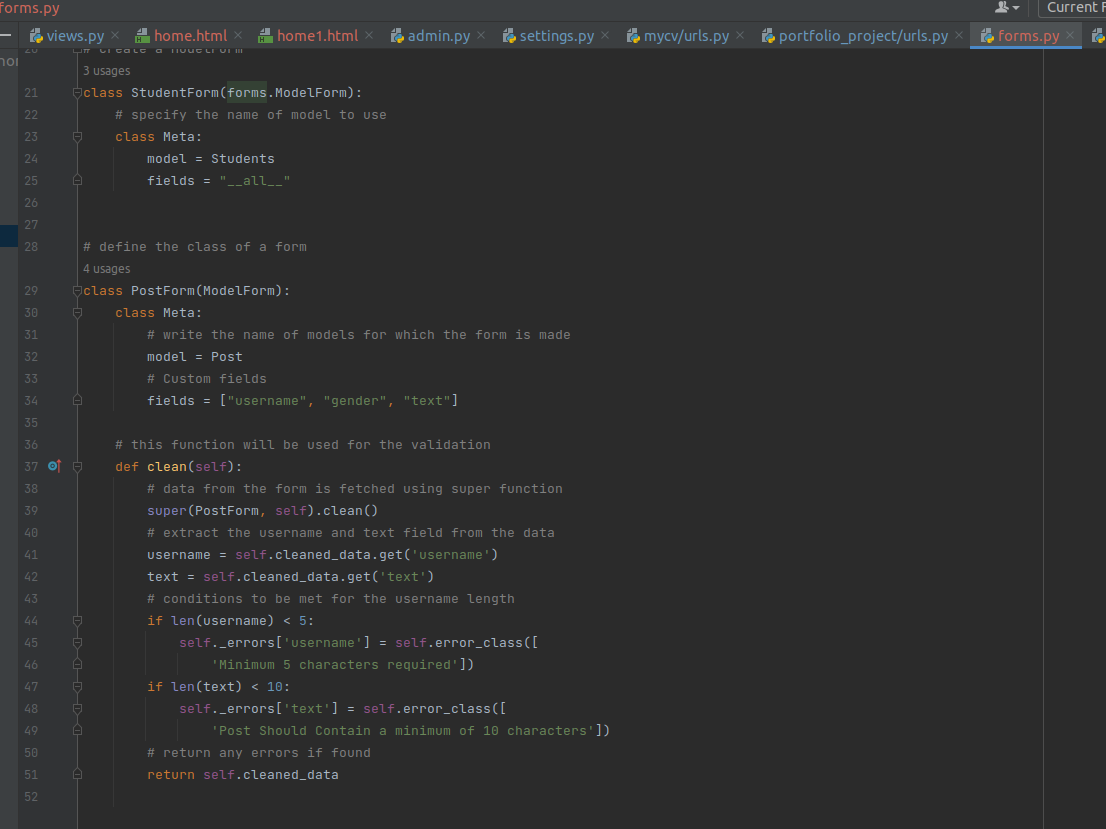 forms.py
Current
views.py home.html home1.html admin.py settings.py mycv/urls.py portfolio_project/urls.py forms.py
20 # create a ModelForm
3 usages
21 class StudentForm(forms.ModelForm):
22     # specify the name of model to use
23     class Meta:
24         model = Students
25         fields = "__all__"
26
27
28 # define the class of a form
4 usages
29 class PostForm(ModelForm):
30     class Meta:
31         # write the name of models for which the form is made
32         model = Post
33         # Custom fields
34         fields = ["username", "gender", "text"]
35
36     # this function will be used for the validation
37     def clean(self):
38         # data from the form is fetched using super function
39         super(PostForm, self).clean()
40         # extract the username and text field from the data
41         username = self.cleaned_data.get('username')
42         text = self.cleaned_data.get('text')
43         # conditions to be met for the username length
44         if len(username) < 5:
45             self._errors['username'] = self.error_class([
46                 'Minimum 5 characters required'])
47         if len(text) < 10:
48             self._errors['text'] = self.error_class([
49                 'Post Should Contain a minimum of 10 characters'])
50         # return any errors if found
51         return self.cleaned_data
52